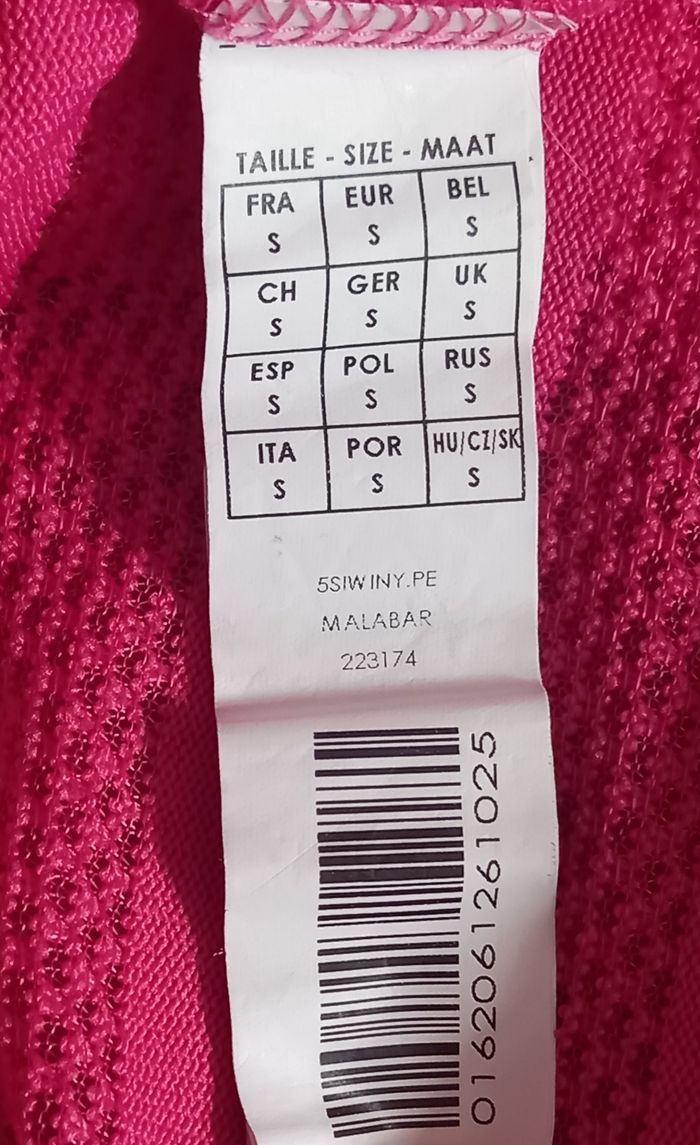 TAILLE - SIZE - MAAT
FRA EUR BEL
S S S
CH GER UK
S S S
ESP POL RUS
S S S
ITA POR HU/CZ/SK
S S S
5SIWINY.PE
MALABAR
223174
0162061261025